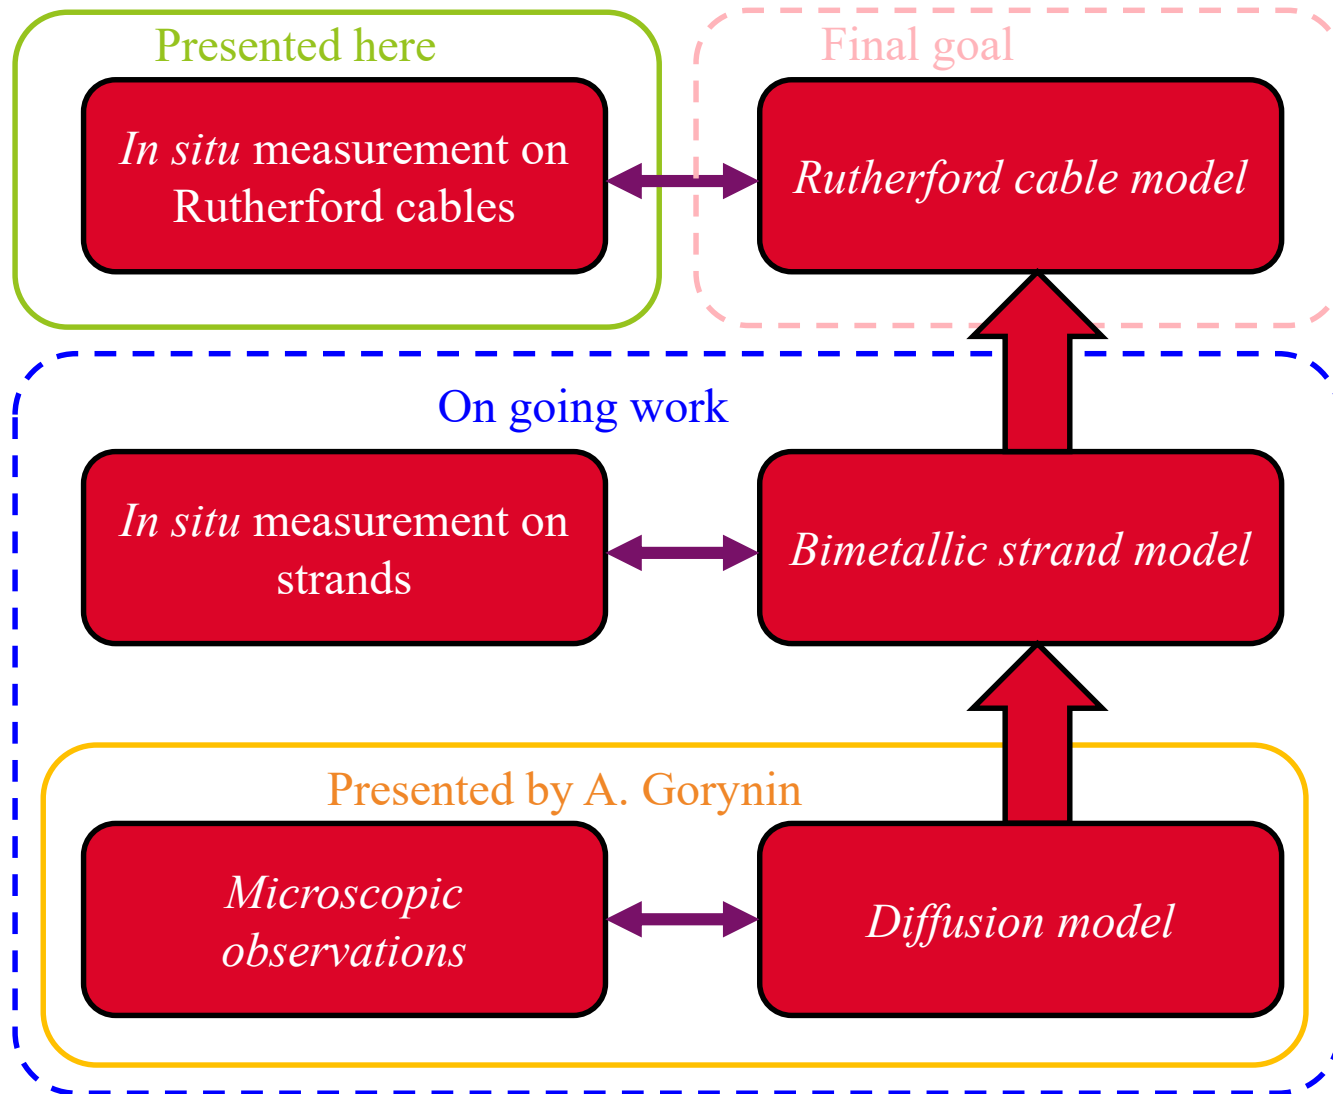 Presented here
Final goal
In situ measurement on
Rutherford cables
Rutherford cable model
On going work
In situ measurement on
strands
Bimetallic strand model
Presented by A. Gorynin
Microscopic
observations
Diffusion model